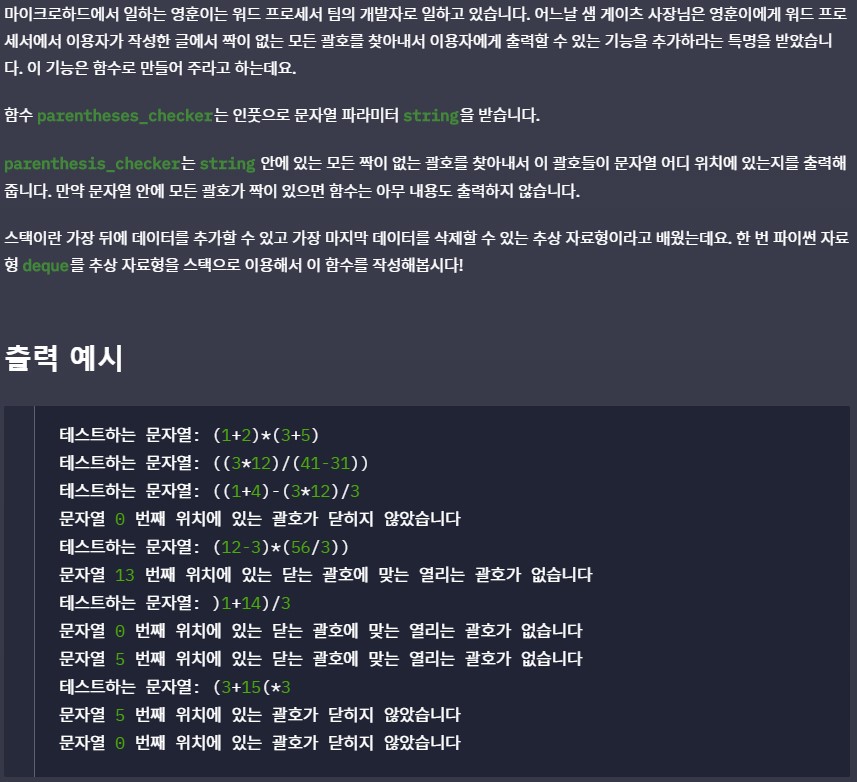 마이크로하드에서 일하는 영훈이는 워드 프로세서 팀의 개발자로 일하고 있습니다. 어느날 샘 게이츠 사장님은 영훈이에게 워드 프로
세서에서 이용자가 작성한 글에서 짝이 없는 모든 괄호를 찾아내서 이용자에게 출력할 수 있는 기능을 추가하라는 특명을 받았습니
다. 이 기능은 함수로 만들어 주라고 하는데요.
함수 parentheses_checker는 인풋으로 문자열 파라미터 string을 받습니다.
parenthesis_checker는 string 안에 있는 모든 짝이 없는 괄호를 찾아내서 이 괄호들이 문자열 어디 위치에 있는지를 출력해
줍니다. 만약 문자열 안에 모든 괄호가 짝이 있으면 함수는 아무 내용도 출력하지 않습니다.
스택이란 가장 뒤에 데이터를 추가할 수 있고 가장 마지막 데이터를 삭제할 수 있는 추상 자료형이라고 배웠는데요. 한 번 파이썬 자료
형 deque를 추상 자료형을 스택으로 이용해서 이 함수를 작성해봅시다!
출력 예시
테스트하는 문자열: (1+2)*(3+5)
테스트하는 문자열: ((3*12)/(41-31))
테스트하는 문자열: ((1+4)-(3*12)/3
문자열 0 번째 위치에 있는 괄호가 닫히지 않았습니다
테스트하는 문자열: (12-3)*(56/3))
문자열 13 번째 위치에 있는 닫는 괄호에 맞는 열리는 괄호가 없습니다
테스트하는 문자열: )1+14)/3
문자열 0 번째 위치에 있는 닫는 괄호에 맞는 열리는 괄호가 없습니다
문자열 5 번째 위치에 있는 닫는 괄호에 맞는 열리는 괄호가 없습니다
테스트하는 문자열: (3+15(*3
문자열 5 번째 위치에 있는 괄호가 닫히지 않았습니다
문자열 0 번째 위치에 있는 괄호가 닫히지 않았습니다